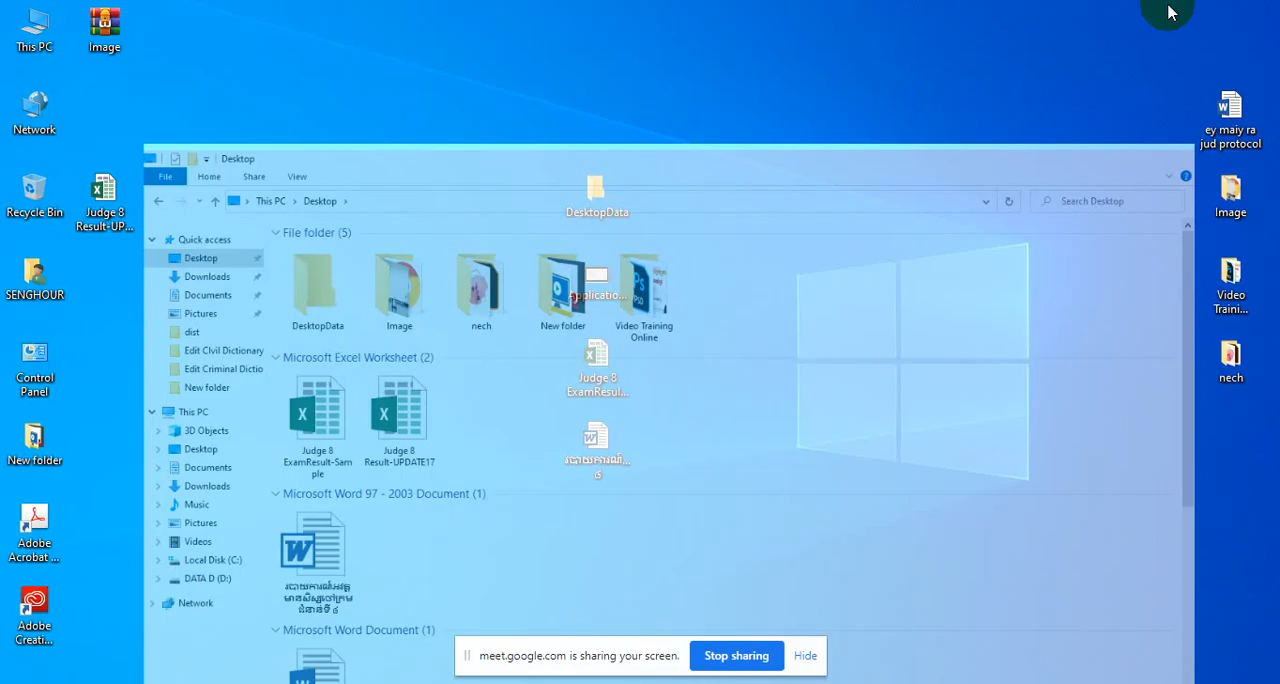 This PC
Image
Network
Recycle Bin
Judge 8
Result-UP...
SENGHOUR
Control
Panel
New folder
Adobe
Acrobat ...
Adobe
Creati...
Desktop
File
Home
Share
View
This PC
Desktop
Search Desktop
Quick access
Desktop
Downloads
Documents
Pictures
dist
Edit CIvil Dictionary
Edit Criminal Dictio
New folder
This PC
3D Objects
Desktop
Documents
Downloads
Music
Pictures
Videos
Local Disk (C:)
DATA D (D:)
Network
File folder (5)
DesktopData
Image
nech
New folder
Video Training
Online
Microsoft Excel Worksheet (2)
Judge 8
ExamResult-Sam
ple
Judge 8
Result-UPDATE17
Microsoft Word 97 - 2003 Document (1)
Microsoft Word Document (1)
DesktopData
Applicatio...
Judge 8
ExamResul...
ey maiy ra
jud protocol
Image
Video
Traini...
nech
meet.google.com is sharing your screen.
Stop sharing
Hide